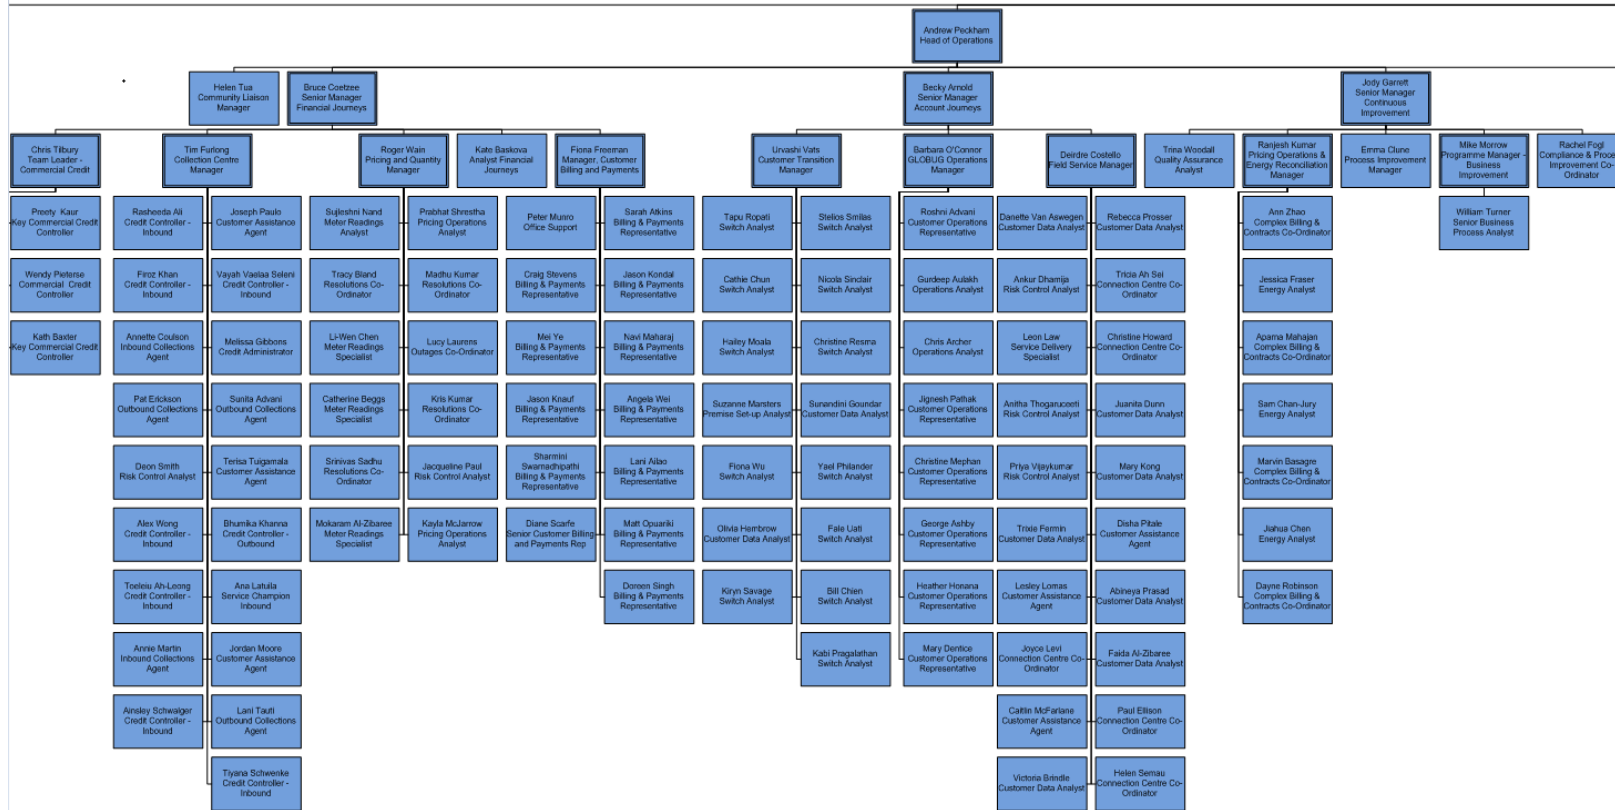 Andrew Peckham
Head of Operations
Helen Tua
Community Liaison
Manager
Bruce Coetzee
Senior Manager
Financial Journeys
Becky Arnold
Senior Manager
Account Journeys
Jody Garrett
Senior Manager
Continuous
Improvement
Chris Tilbury
Team Leader -
Commercial Credit
Tim Furlong
Collection Centre
Manager
Roger Wain
Pricing and Quantity
Manager
Kate Baskova
Analyst Financial
Journeys
Fiona Freeman
Manager, Customer
Billing and Payments
Urvashi Vats
Customer Transition
Manager
Barbara O'Connor
GLOBUG Operations
Manager
Deirdre Costello
Field Service Manager
Trina Woodall
Quality Assurance
Analyst
Ranjesh Kumar
Pricing Operations &
Energy Reconciliation
Manager
Emma Clune
Process Improvement
Manager
Mike Morrow
Programme Manager -
Business
Improvement
Rachel Fogl
Compliance & Proce
Improvement Co-
Ordinator
Preety Kaur
Key Commercial Credit
Controller
Wendy Pieterse
Commercial Credit
Controller
Kath Baxter
Key Commercial Credit
Controller
Rasheeda Ali
Credit Controller -
Inbound
Firoz Khan
Credit Controller -
Inbound
Annette Coulson
Inbound Collections
Agent
Pat Erickson
Outbound Collections
Agent
Deon Smith
Risk Control Analyst
Alex Wong
Credit Controller -
Inbound
Toeleiu Ah-Leong
Credit Controller -
Inbound
Annie Martin
Inbound Collections
Agent
Ainsley Schwalger
Credit Controller -
Inbound
Joseph Paulo
Customer Assistance
Agent
Vayah Vaelaa Seleni
Credit Controller -
Inbound
Melissa Gibbons
Credit Administrator
Sunita Advani
Outbound Collections
Agent
Terisa Tuigamala
Customer Assistance
Agent
Bhumika Khanna
Credit Controller -
Outbound
Ana Latuila
Service Champion
Inbound
Jordan Moore
Customer Assistance
Agent
Lani Tauti
Outbound Collections
Agent
Tiyana Schwenke
Credit Controller -
Inbound
Sujleshni Nand
Meter Readings
Analyst
Tracy Bland
Resolutions Co-
Ordinator
Li-Wen Chen
Meter Readings
Specialist
Catherine Beggs
Meter Readings
Specialist
Srinivas Sadhu
Resolutions Co-
Ordinator
Mokaram Al-Zibaree
Meter Readings
Specialist
Prabhat Shrestha
Pricing Operations
Analyst
Madhu Kumar
Resolutions Co-
Ordinator
Lucy Laurens
Outages Co-Ordinator
Kris Kumar
Resolutions Co-
Ordinator
Jacqueline Paul
Risk Control Analyst
Kayla McJarrow
Pricing Operations
Analyst
Peter Munro
Office Support
Craig Stevens
Billing & Payments
Representative
Mei Ye
Billing & Payments
Representative
Jason Knauf
Billing & Payments
Representative
Sharmini
Swarnadhipathi
Billing & Payments
Representative
Diane Scarfe
Senior Customer Billing
and Payments Rep
Sarah Atkins
Billing & Payments
Representative
Jason Kondal
Billing & Payments
Representative
Navi Maharaj
Billing & Payments
Representative
Angela Wei
Billing & Payments
Representative
Lani Ailao
Billing & Payments
Representative
Matt Opuariki
Billing & Payments
Representative
Doreen Singh
Billing & Payments
Representative
Tapu Ropati
Switch Analyst
Cathie Chun
Switch Analyst
Hailey Moala
Switch Analyst
Suzanne Marsters
Premise Set-up Analyst
Fiona Wu
Switch Analyst
Olivia Hembrow
Customer Data Analyst
Kiryn Savage
Switch Analyst
Stelios Smilas
Switch Analyst
Nicola Sinclair
Switch Analyst
Christine Resma
Switch Analyst
Sunandini Goundar
Customer Data Analyst
Yael Philander
Switch Analyst
Fale Uati
Switch Analyst
Bill Chien
Switch Analyst
Kabi Pragalathan
Switch Analyst
Roshni Advani
Customer Operations
Representative
Gurdeep Aulakh
Operations Analyst
Chris Archer
Operations Analyst
Jignesh Pathak
Customer Operations
Representative
Christine Mephan
Customer Operations
Representative
George Ashby
Customer Operations
Representative
Heather Honana
Customer Operations
Representative
Mary Dentice
Customer Operations
Representative
Danette Van Aswegen
Customer Data Analyst
Ankur Dhamija
Risk Control Analyst
Leon Law
Service Delivery
Specialist
Anitha Thogaruceeti
Risk Control Analyst
Priya Vijaykumar
Risk Control Analyst
Trixie Fermin
Customer Data Analyst
Lesley Lomas
Customer Assistance
Agent
Joyce Levi
Connection Centre Co-
Ordinator
Caitlin McFarlane
Customer Assistance
Agent
Victoria Brindle
Customer Data Analyst
Rebecca Prosser
Customer Data Analyst
Tricia Ah Sei
Connection Centre Co-
Ordinator
Christine Howard
Connection Centre Co-
Ordinator
Juanita Dunn
Customer Data Analyst
Mary Kong
Customer Data Analyst
Disha Pitale
Customer Assistance
Agent
Abineya Prasad
Customer Data Analyst
Faida Al-Zibaree
Customer Data Analyst
Paul Ellison
Connection Centre Co-
Ordinator
Helen Semau
Connection Centre Co-
Ordinator
Ann Zhao
Complex Billing &
Contracts Co-Ordinator
Jessica Fraser
Energy Analyst
Aparna Mahajan
Complex Billing &
Contracts Co-Ordinator
Sam Chan-Jury
Energy Analyst
Marvin Basagre
Complex Billing &
Contracts Co-Ordinator
Jiahua Chen
Energy Analyst
Dayne Robinson
Complex Billing &
Contracts Co-Ordinator
William Turner
Senior Business
Process Analyst